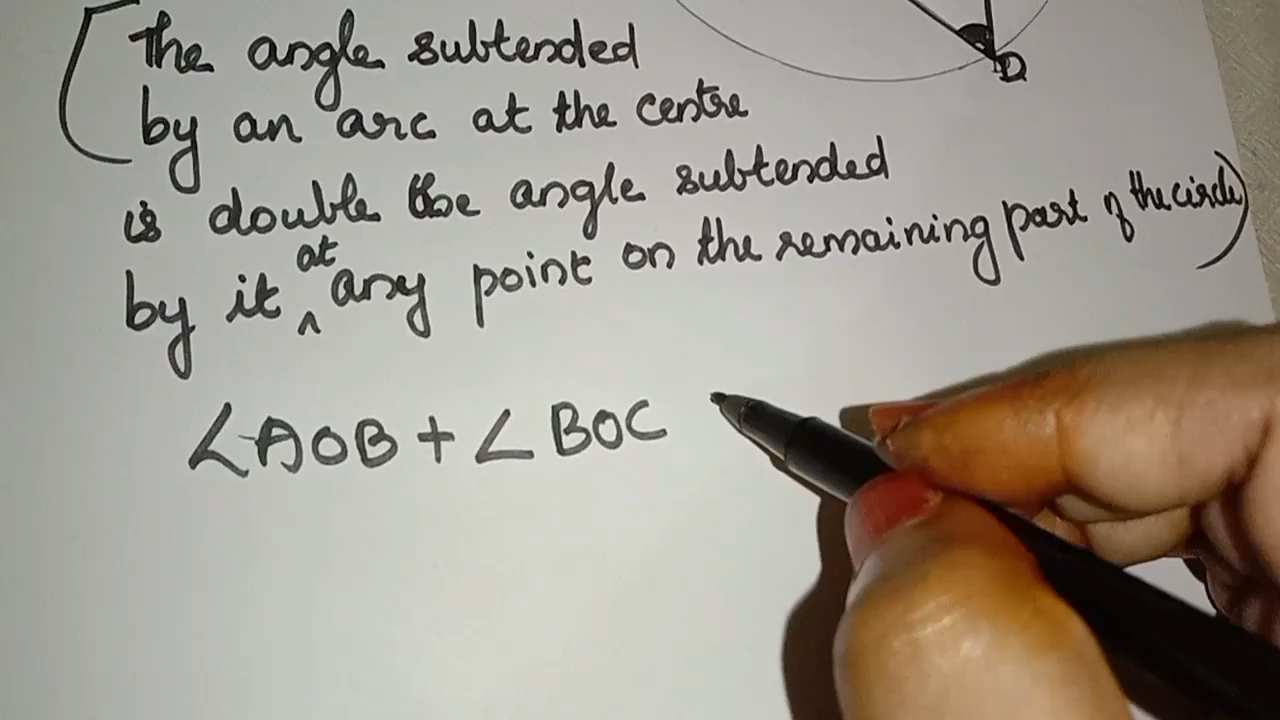 D
(The angle subtended
by an arc at the centre
is double the angle subtended
by it ^at any point on the remaining part of the circle)
∠AOB + ∠BOC